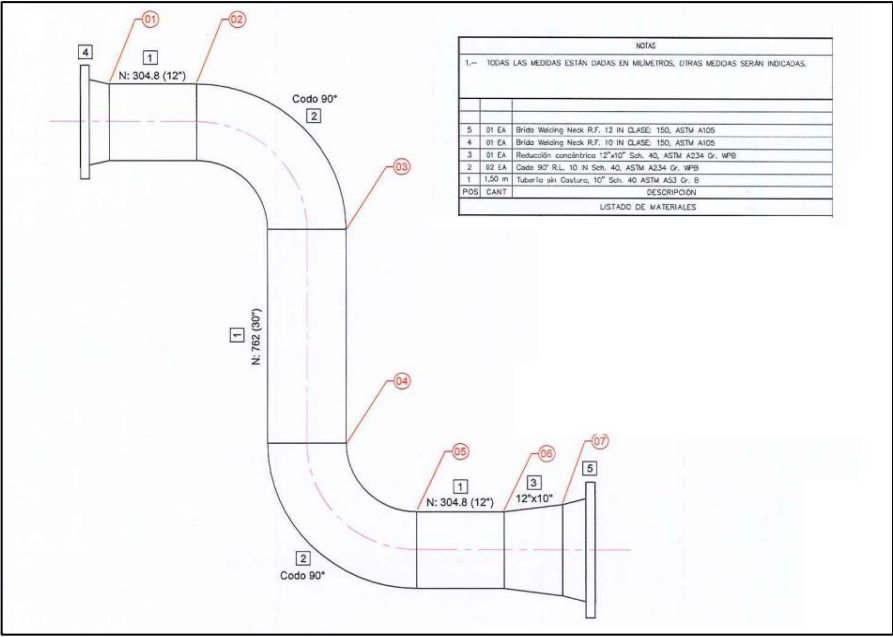 01
02
4
1
N: 304.8 (12")
Codo 90°
2
03
1
N: 762 (30")
04
05
06
07
1
N: 304.8 (12")
3
12"x10"
5
2
Codo 90°
NOTAS
1.– TODAS LAS MEDIDAS ESTÁN DADAS EN MILÍMETROS, OTRAS MEDIDAS SERÁN INDICADAS.
5 01 EA Brida Welding Neck R.F. 12 IN CLASE: 150, ASTM A105
4 01 EA Brida Welding Neck R.F. 10 IN CLASE: 150, ASTM A105
3 01 EA Reducción concéntrica 12"x10" Sch. 40, ASTM A234 Gr. WPB
2 02 EA Codo 90° R.L. 10 IN Sch. 40, ASTM A234 Gr. WPB
1 1,50 m Tubería sin Costura, 10" Sch. 40 ASTM A53 Gr. B
POS CANT DESCRIPCIÓN
LISTADO DE MATERIALES